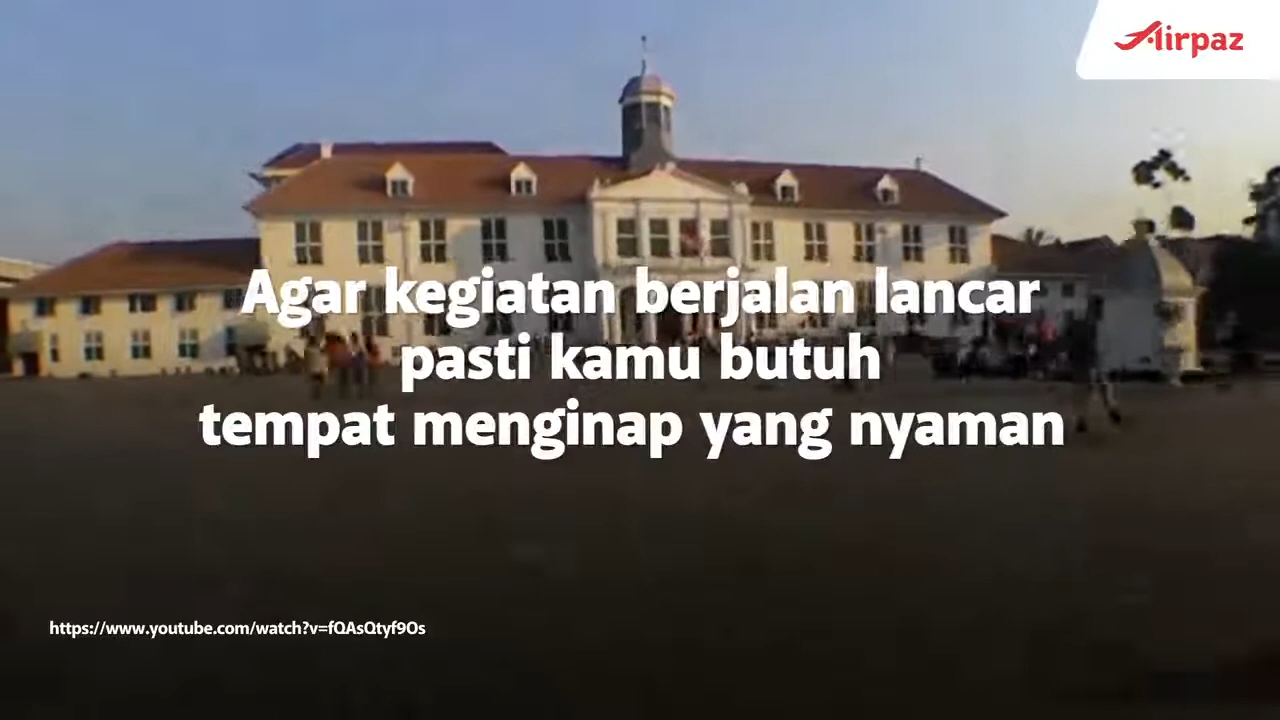 Airpaz
Agar kegiatan berjalan lancar
pasti kamu butuh
tempat menginap yang nyaman
https://www.youtube.com/watch?v=fQAsQtyf9Os